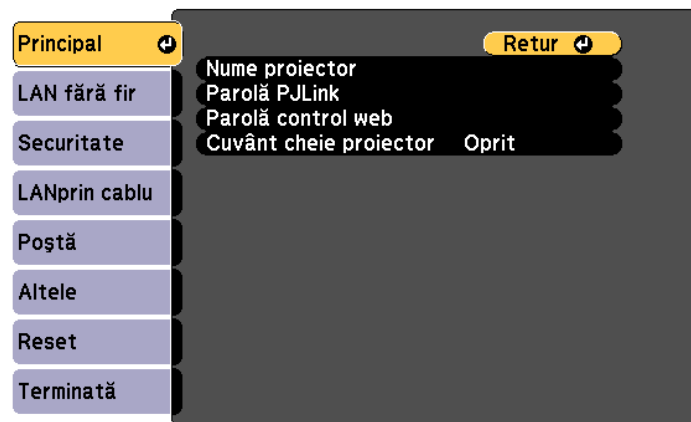 Principal
LAN fără fir
Securitate
LANprin cablu
Poştă
Altele
Reset
Terminată
Retur
Nume proiector
Parolă PJLink
Parolă control web
Cuvânt cheie proiector Oprit